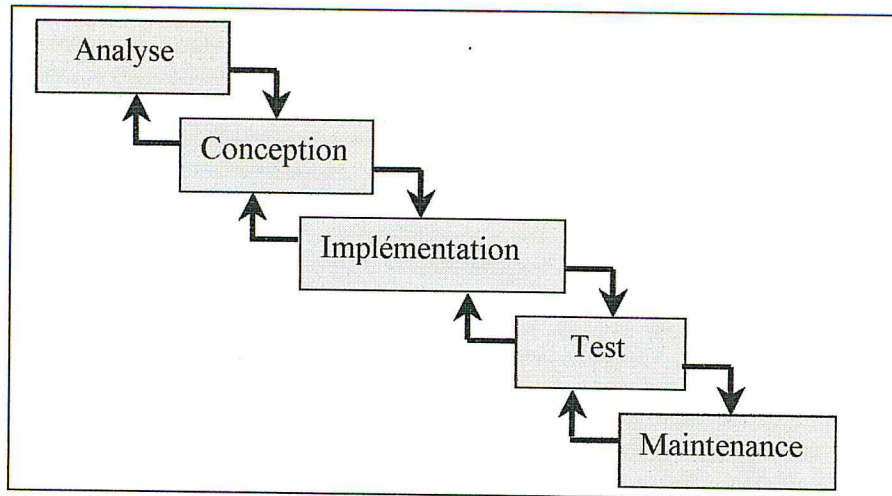 Analyse
Conception
Implémentation
Test
Maintenance